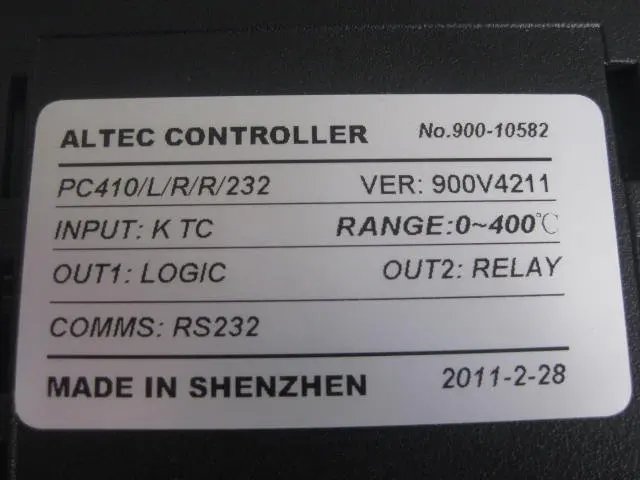 ALTEC CONTROLLER No.900-10582
PC410/L/R/R/232 VER: 900V4211
INPUT: K TC RANGE:0~400℃
OUT1: LOGIC OUT2: RELAY
COMMS: RS232
MADE IN SHENZHEN 2011-2-28